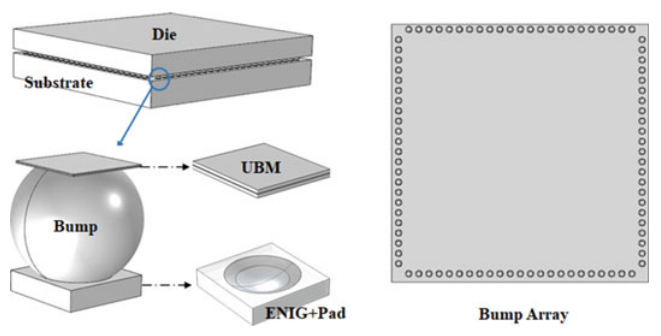 Die
Substrate
UBM
Bump
ENIG+Pad
Bump Array